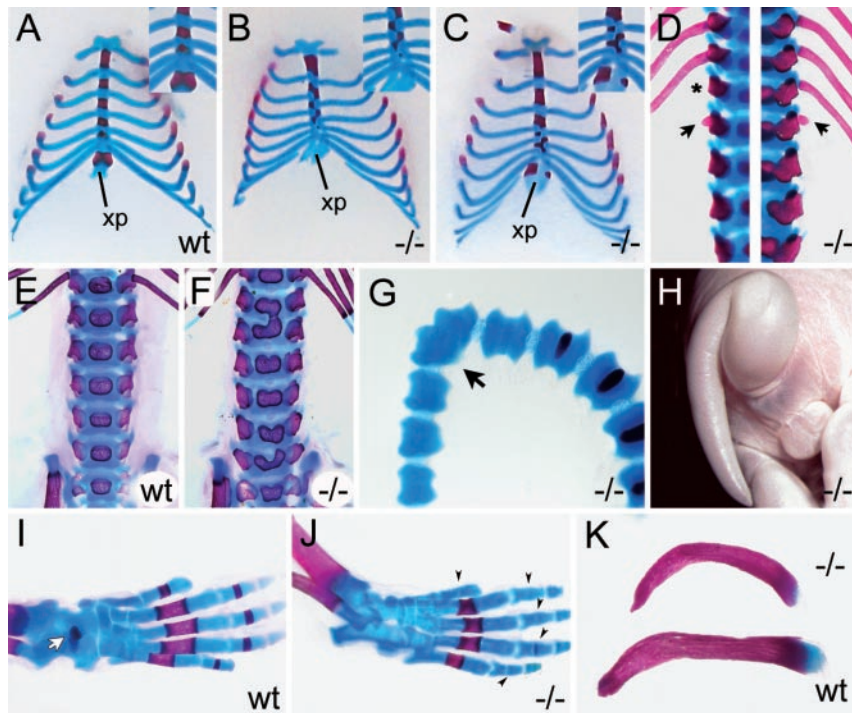 A B C D
*
xp wt xp -/- xp -/- -/-
E F G H
wt -/- -/- -/-
I J K
-/-
wt -/- wt